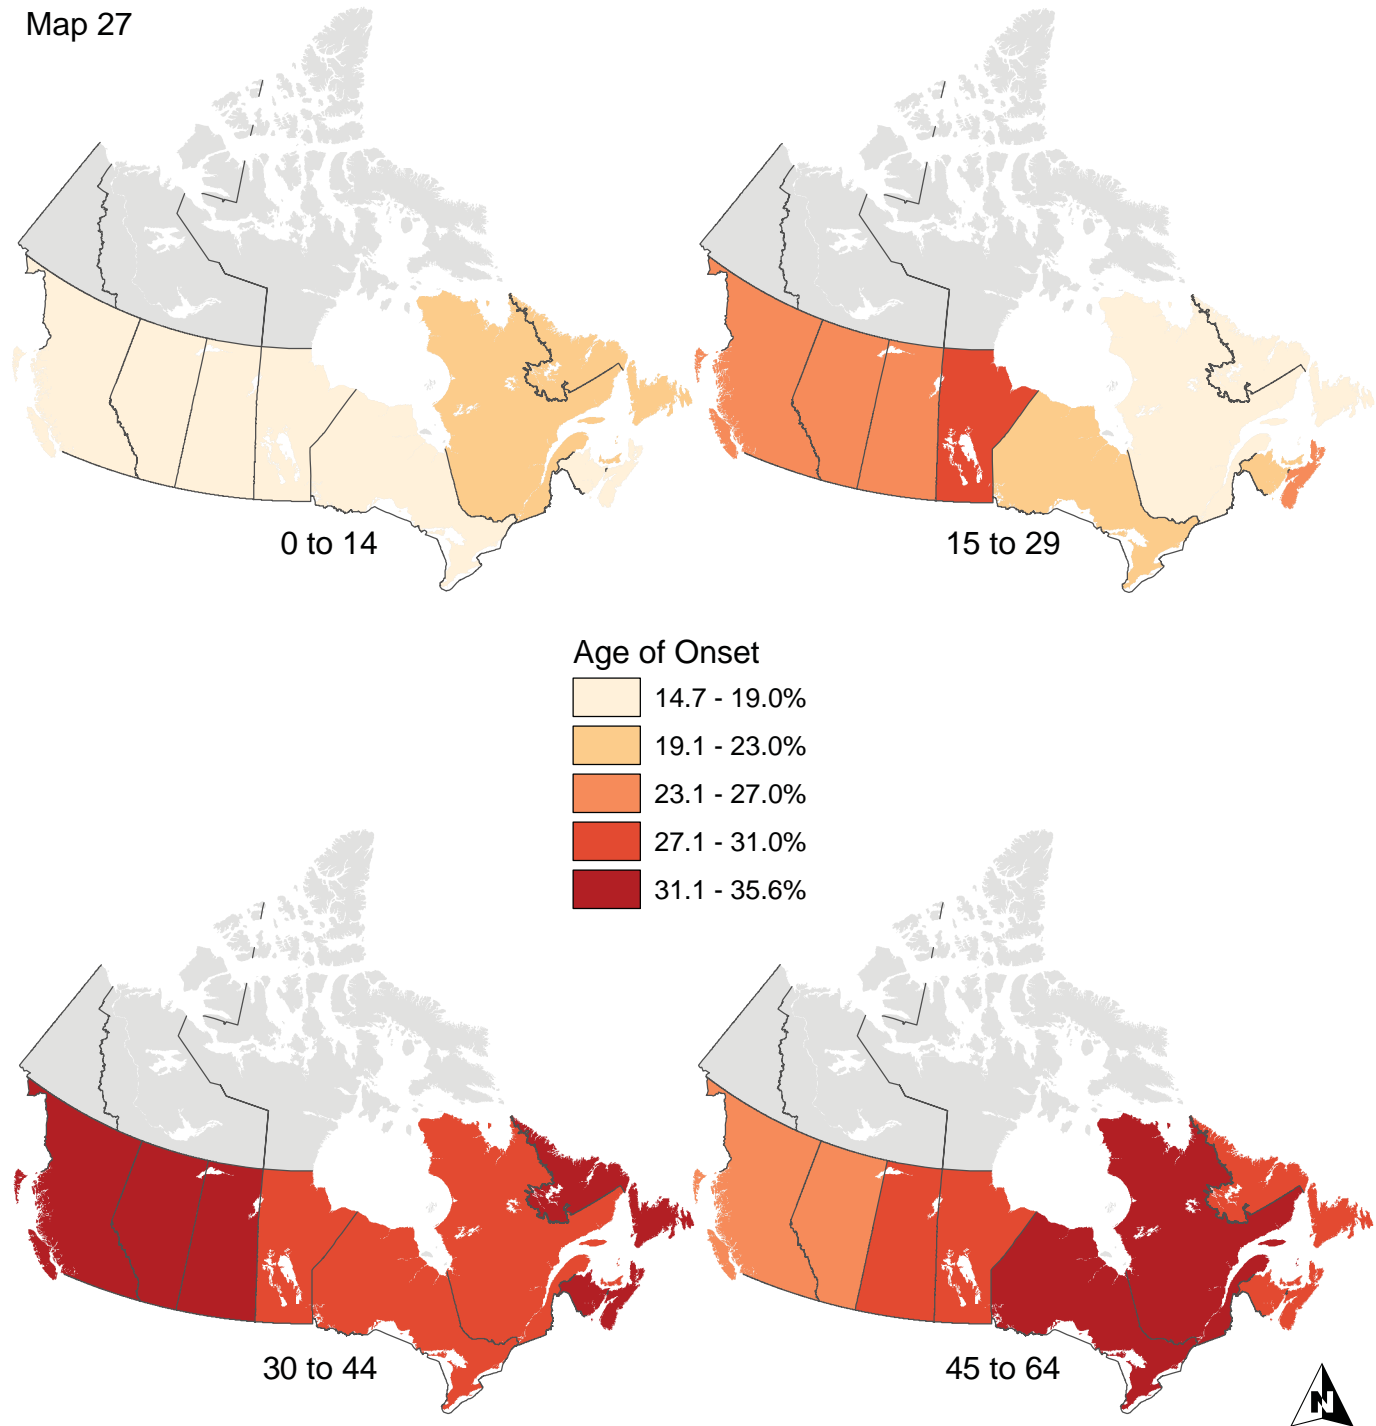 Map 27
0 to 14
15 to 29
Age of Onset
14.7 - 19.0%
19.1 - 23.0%
23.1 - 27.0%
27.1 - 31.0%
31.1 - 35.6%
30 to 44
45 to 64
N